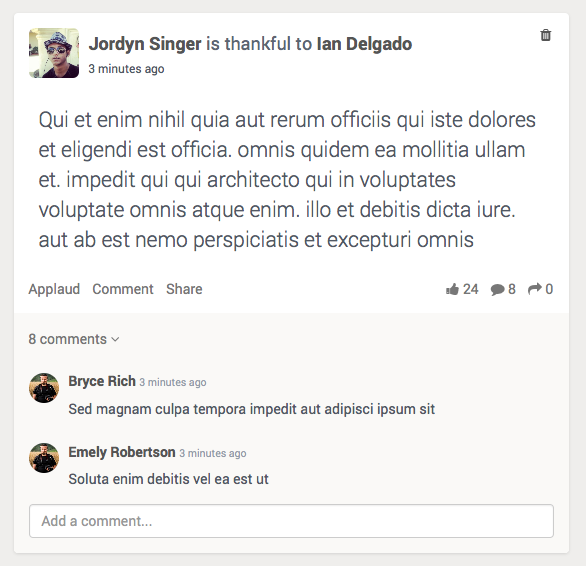 Jordyn Singer is thankful to Ian Delgado
3 minutes ago
Qui et enim nihil quia aut rerum officiis qui iste dolores
et eligendi est officia. omnis quidem ea mollitia ullam
et. impedit qui qui architecto qui in voluptates
voluptate omnis atque enim. illo et debitis dicta iure.
aut ab est nemo perspiciatis et excepturi omnis
Applaud Comment Share 24 8 0
8 comments
Bryce Rich 3 minutes ago
Sed magnam culpa tempora impedit aut adipisci ipsum sit
Emely Robertson 3 minutes ago
Soluta enim debitis vel ea est ut
Add a comment...